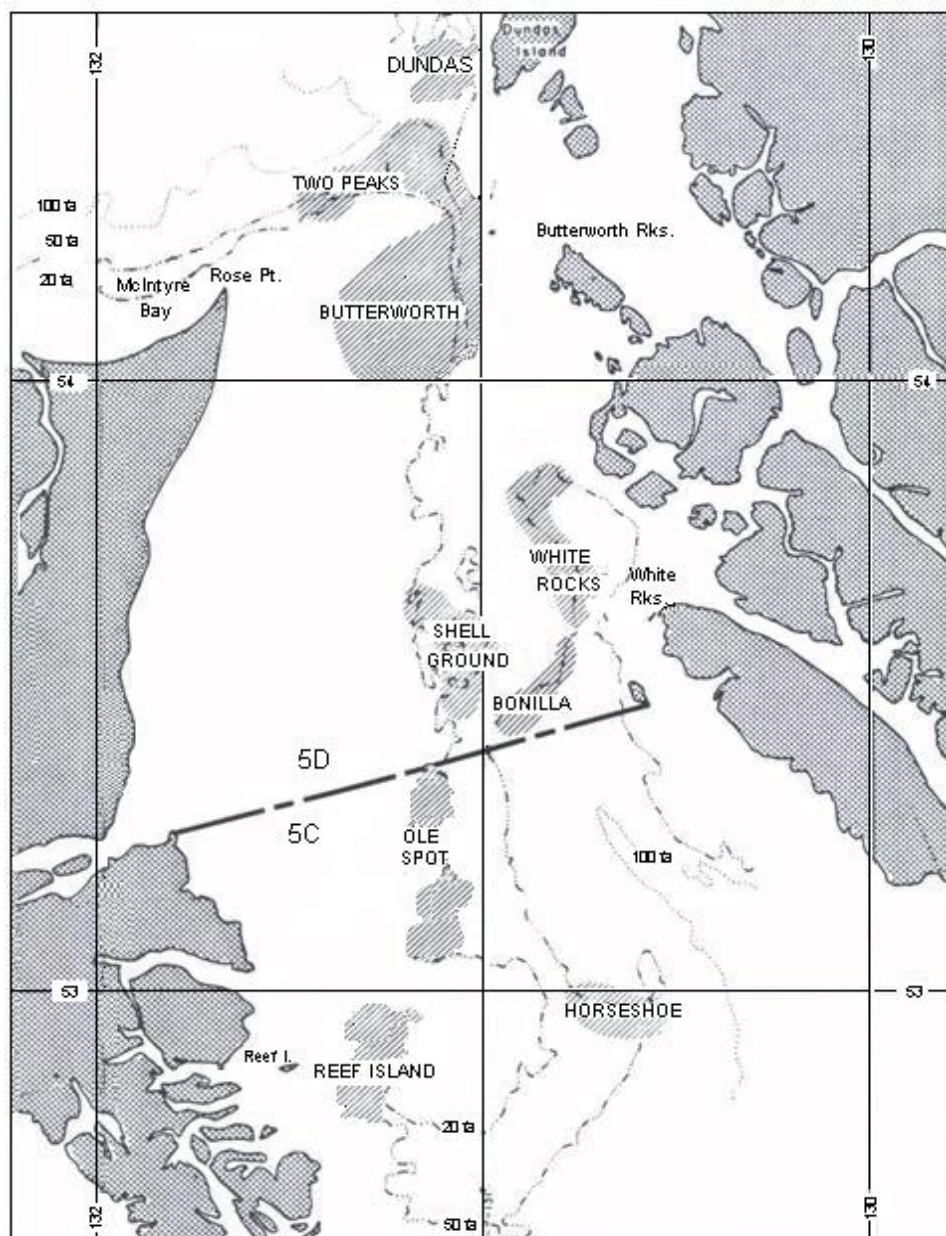 132
130
Dundas
Island
DUNDAS
TWO PEAKS
100 fa
50 fa
20 fa
McIntyre
Bay
Rose Pt.
Butterworth Rks.
BUTTERWORTH
54
54
WHITE
ROCKS
White
Rks.
SHELL
GROUND
BONILLA
5D
5C
OLE
SPOT
100 fa
53
53
HORSESHOE
Reef I.
REEF ISLAND
20 fa
50 fa
132
130